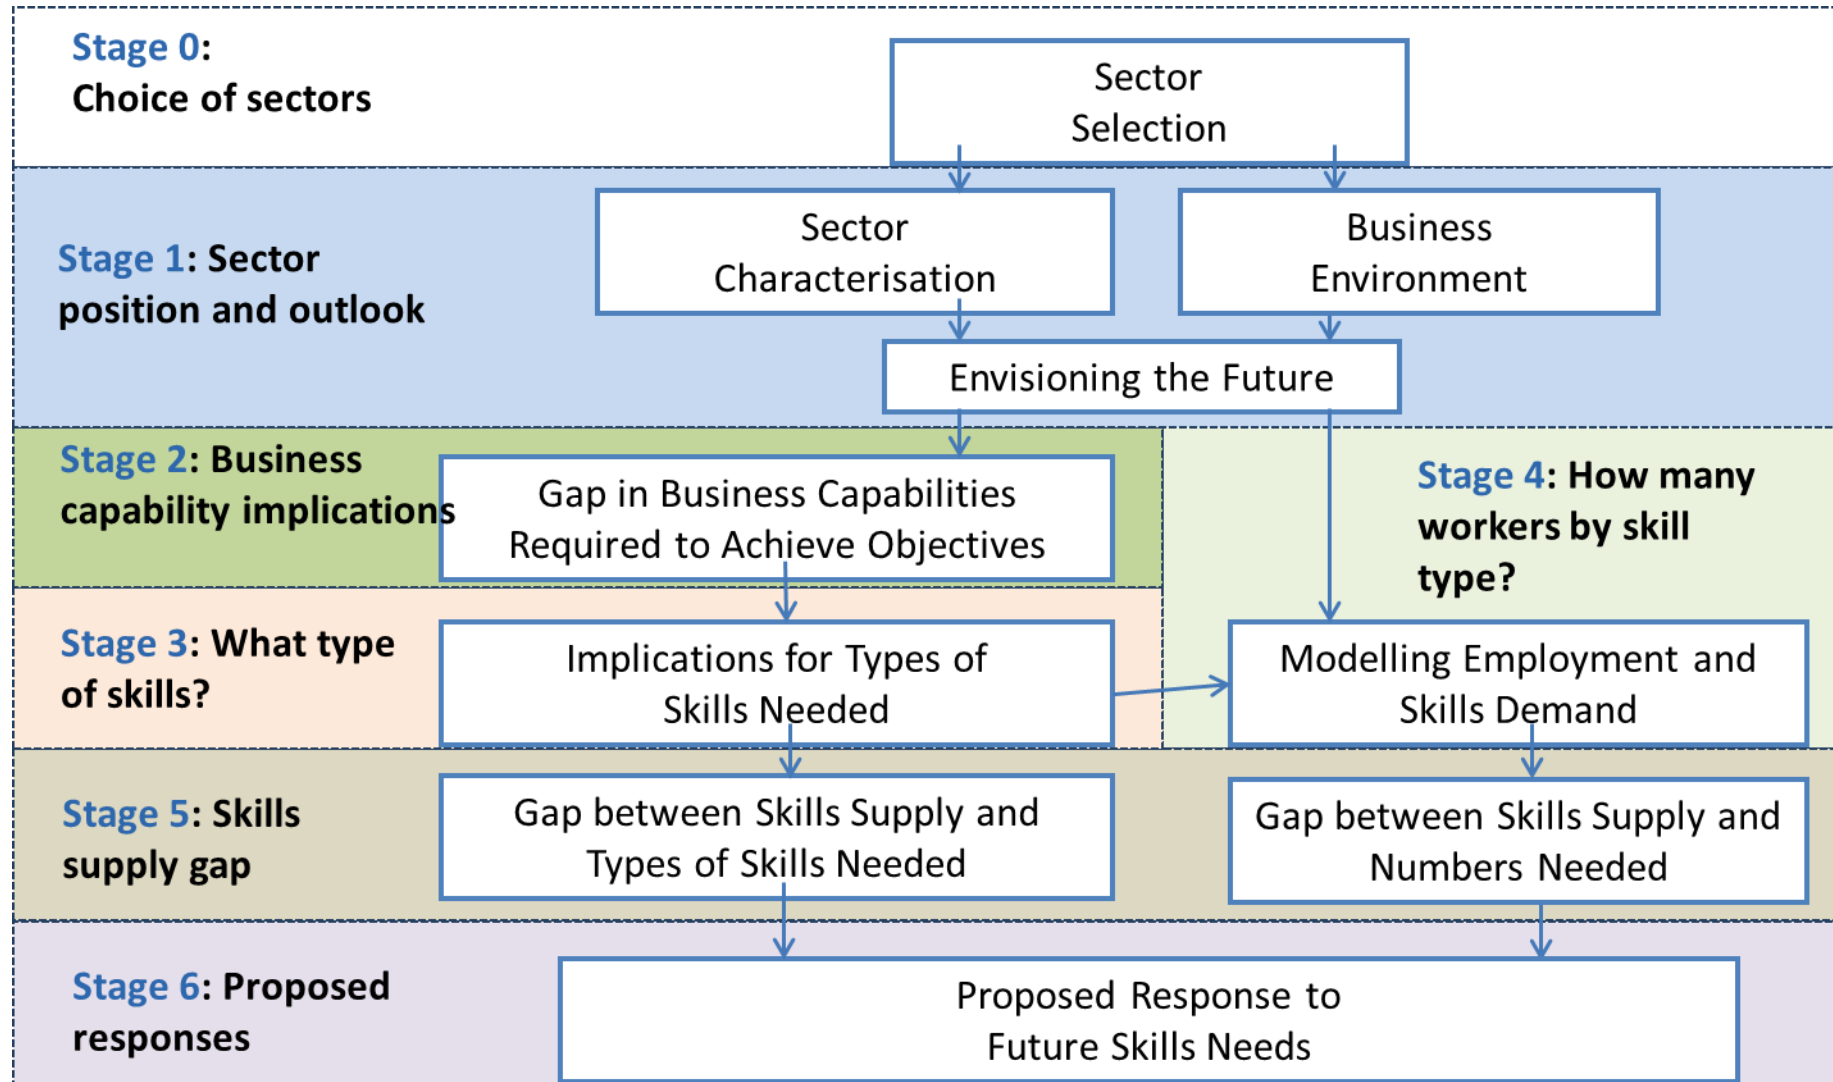 Stage 0:
Choice of sectors
Sector
Selection
Stage 1: Sector
position and outlook
Sector
Characterisation
Business
Environment
Envisioning the Future
Stage 2: Business
capability implications
Gap in Business Capabilities
Required to Achieve Objectives
Stage 4: How many
workers by skill
type?
Stage 3: What type
of skills?
Implications for Types of
Skills Needed
Modelling Employment and
Skills Demand
Stage 5: Skills
supply gap
Gap between Skills Supply and
Types of Skills Needed
Gap between Skills Supply and
Numbers Needed
Stage 6: Proposed
responses
Proposed Response to
Future Skills Needs